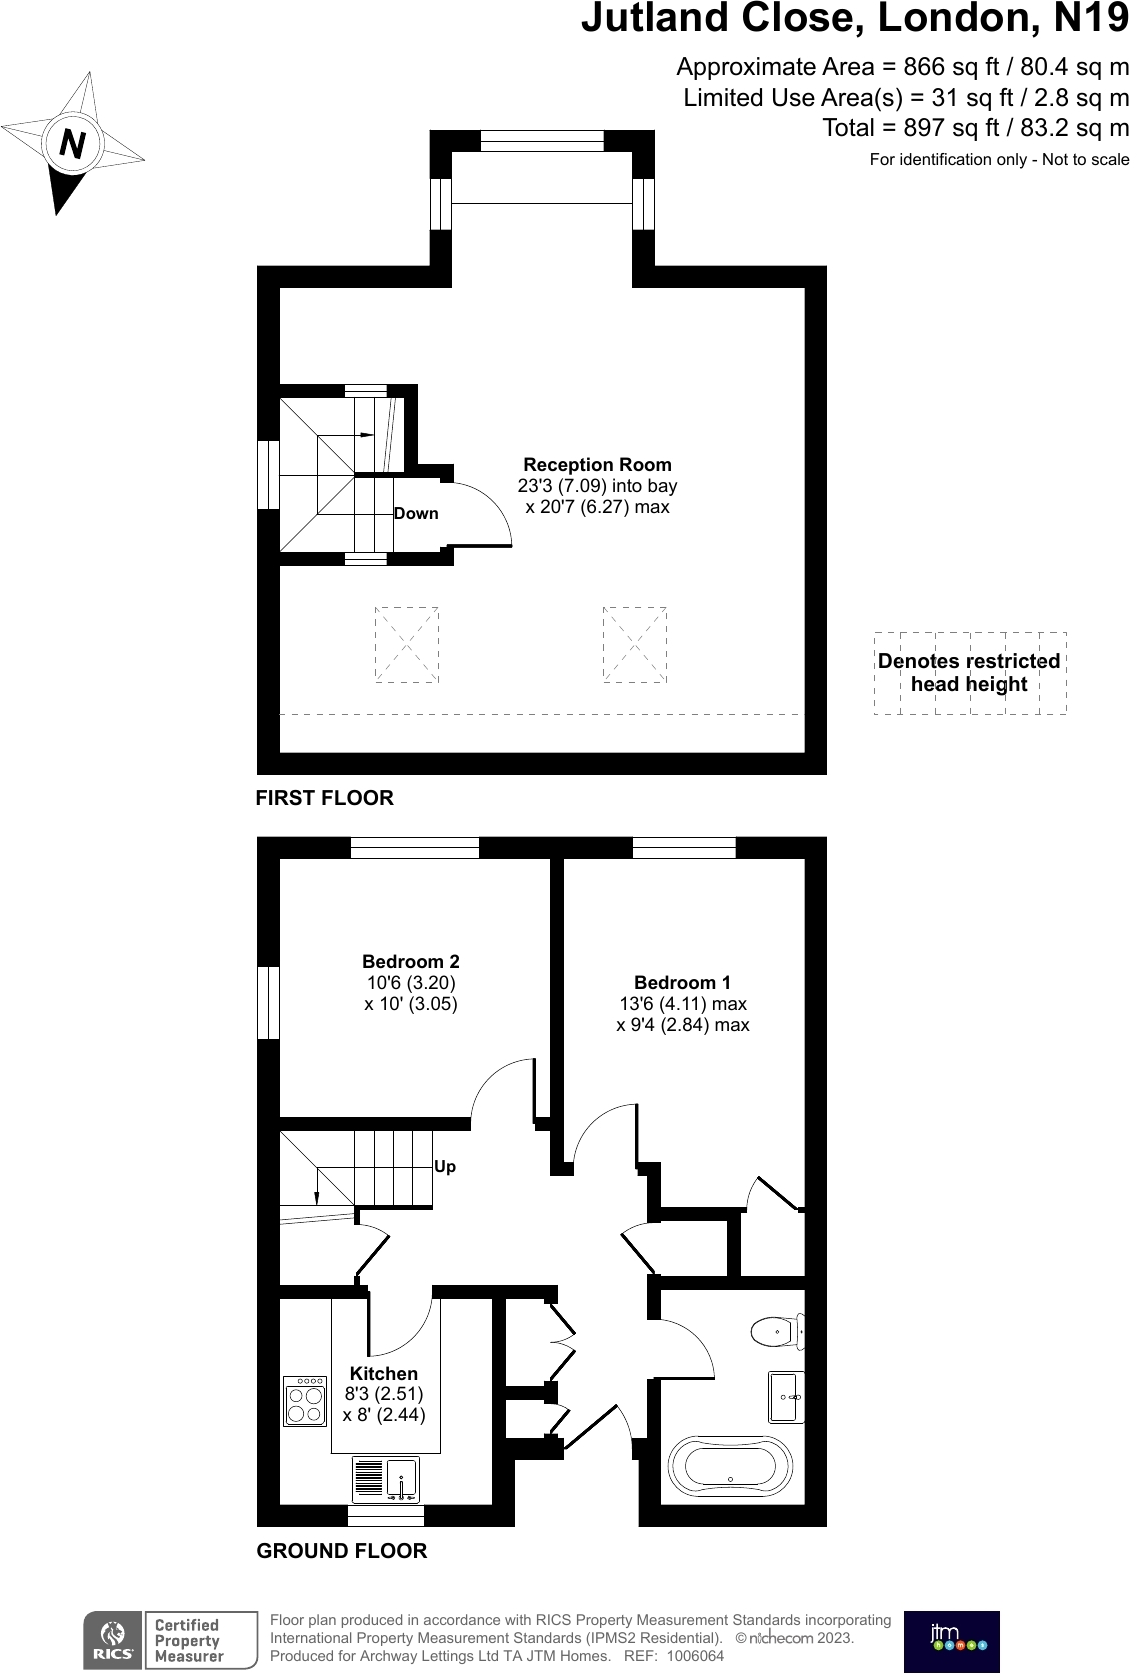 Jutland Close, London, N19
Approximate Area = 866 sq ft / 80.4 sq m
Limited Use Area(s) = 31 sq ft / 2.8 sq m
Total = 897 sq ft / 83.2 sq m
For identification only - Not to scale
N
Reception Room
23'3 (7.09) into bay
x 20'7 (6.27) max
Down
Denotes restricted
head height
FIRST FLOOR
Bedroom 2
10'6 (3.20)
x 10' (3.05)
Bedroom 1
13'6 (4.11) max
x 9'4 (2.84) max
Up
Kitchen
8'3 (2.51)
x 8' (2.44)
GROUND FLOOR
RICS
Certified
Property
Measurer
Floor plan produced in accordance with RICS Property Measurement Standards incorporating
International Property Measurement Standards (IPMS2 Residential). © nichecom 2023.
Produced for Archway Lettings Ltd TA JTM Homes. REF: 1006064
jtm
homes